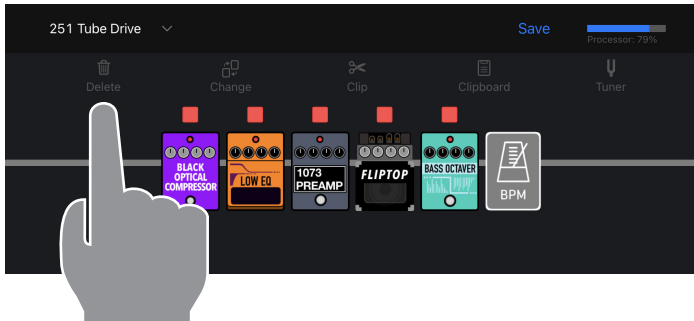 251 Tube Drive
Save
Processor: 79%
Delete
Change
Clip
Clipboard
Tuner
BLACK
OPTICAL
COMPRESSOR
LOW EQ
1073
PREAMP
FLIPTOP
BASS OCTAVER
BPM